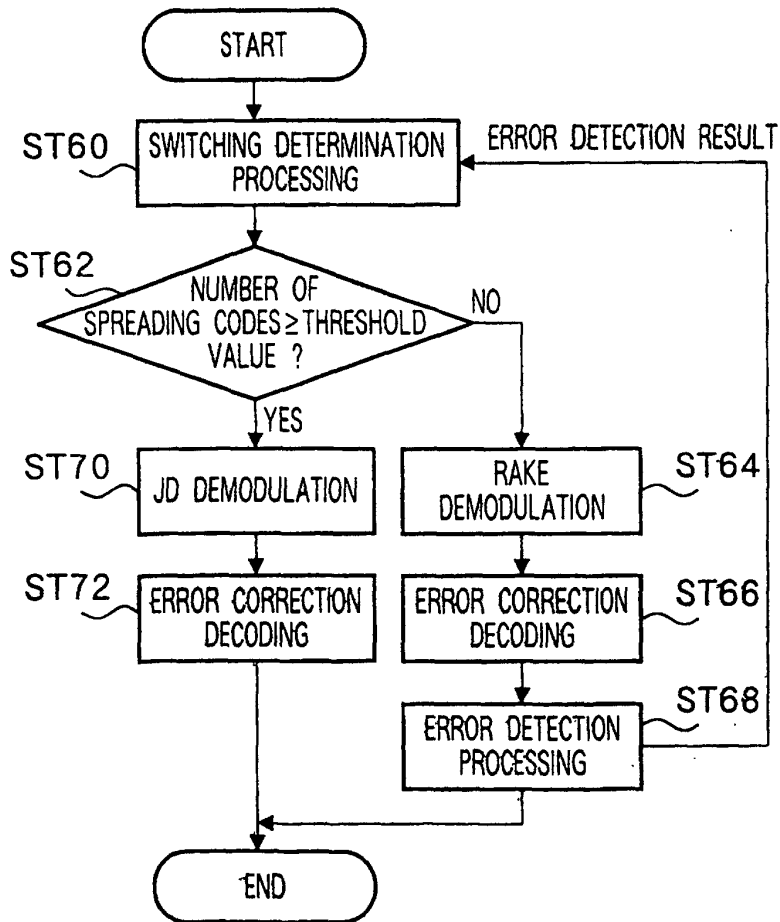 START
ST60
SWITCHING DETERMINATION
PROCESSING
ERROR DETECTION RESULT
ST62
NUMBER OF
SPREADING CODES≥THRESHOLD
VALUE ?
NO
YES
ST70
JD DEMODULATION
RAKE
DEMODULATION
ST64
ST72
ERROR CORRECTION
DECODING
ERROR CORRECTION
DECODING
ST66
ERROR DETECTION
PROCESSING
ST68
END